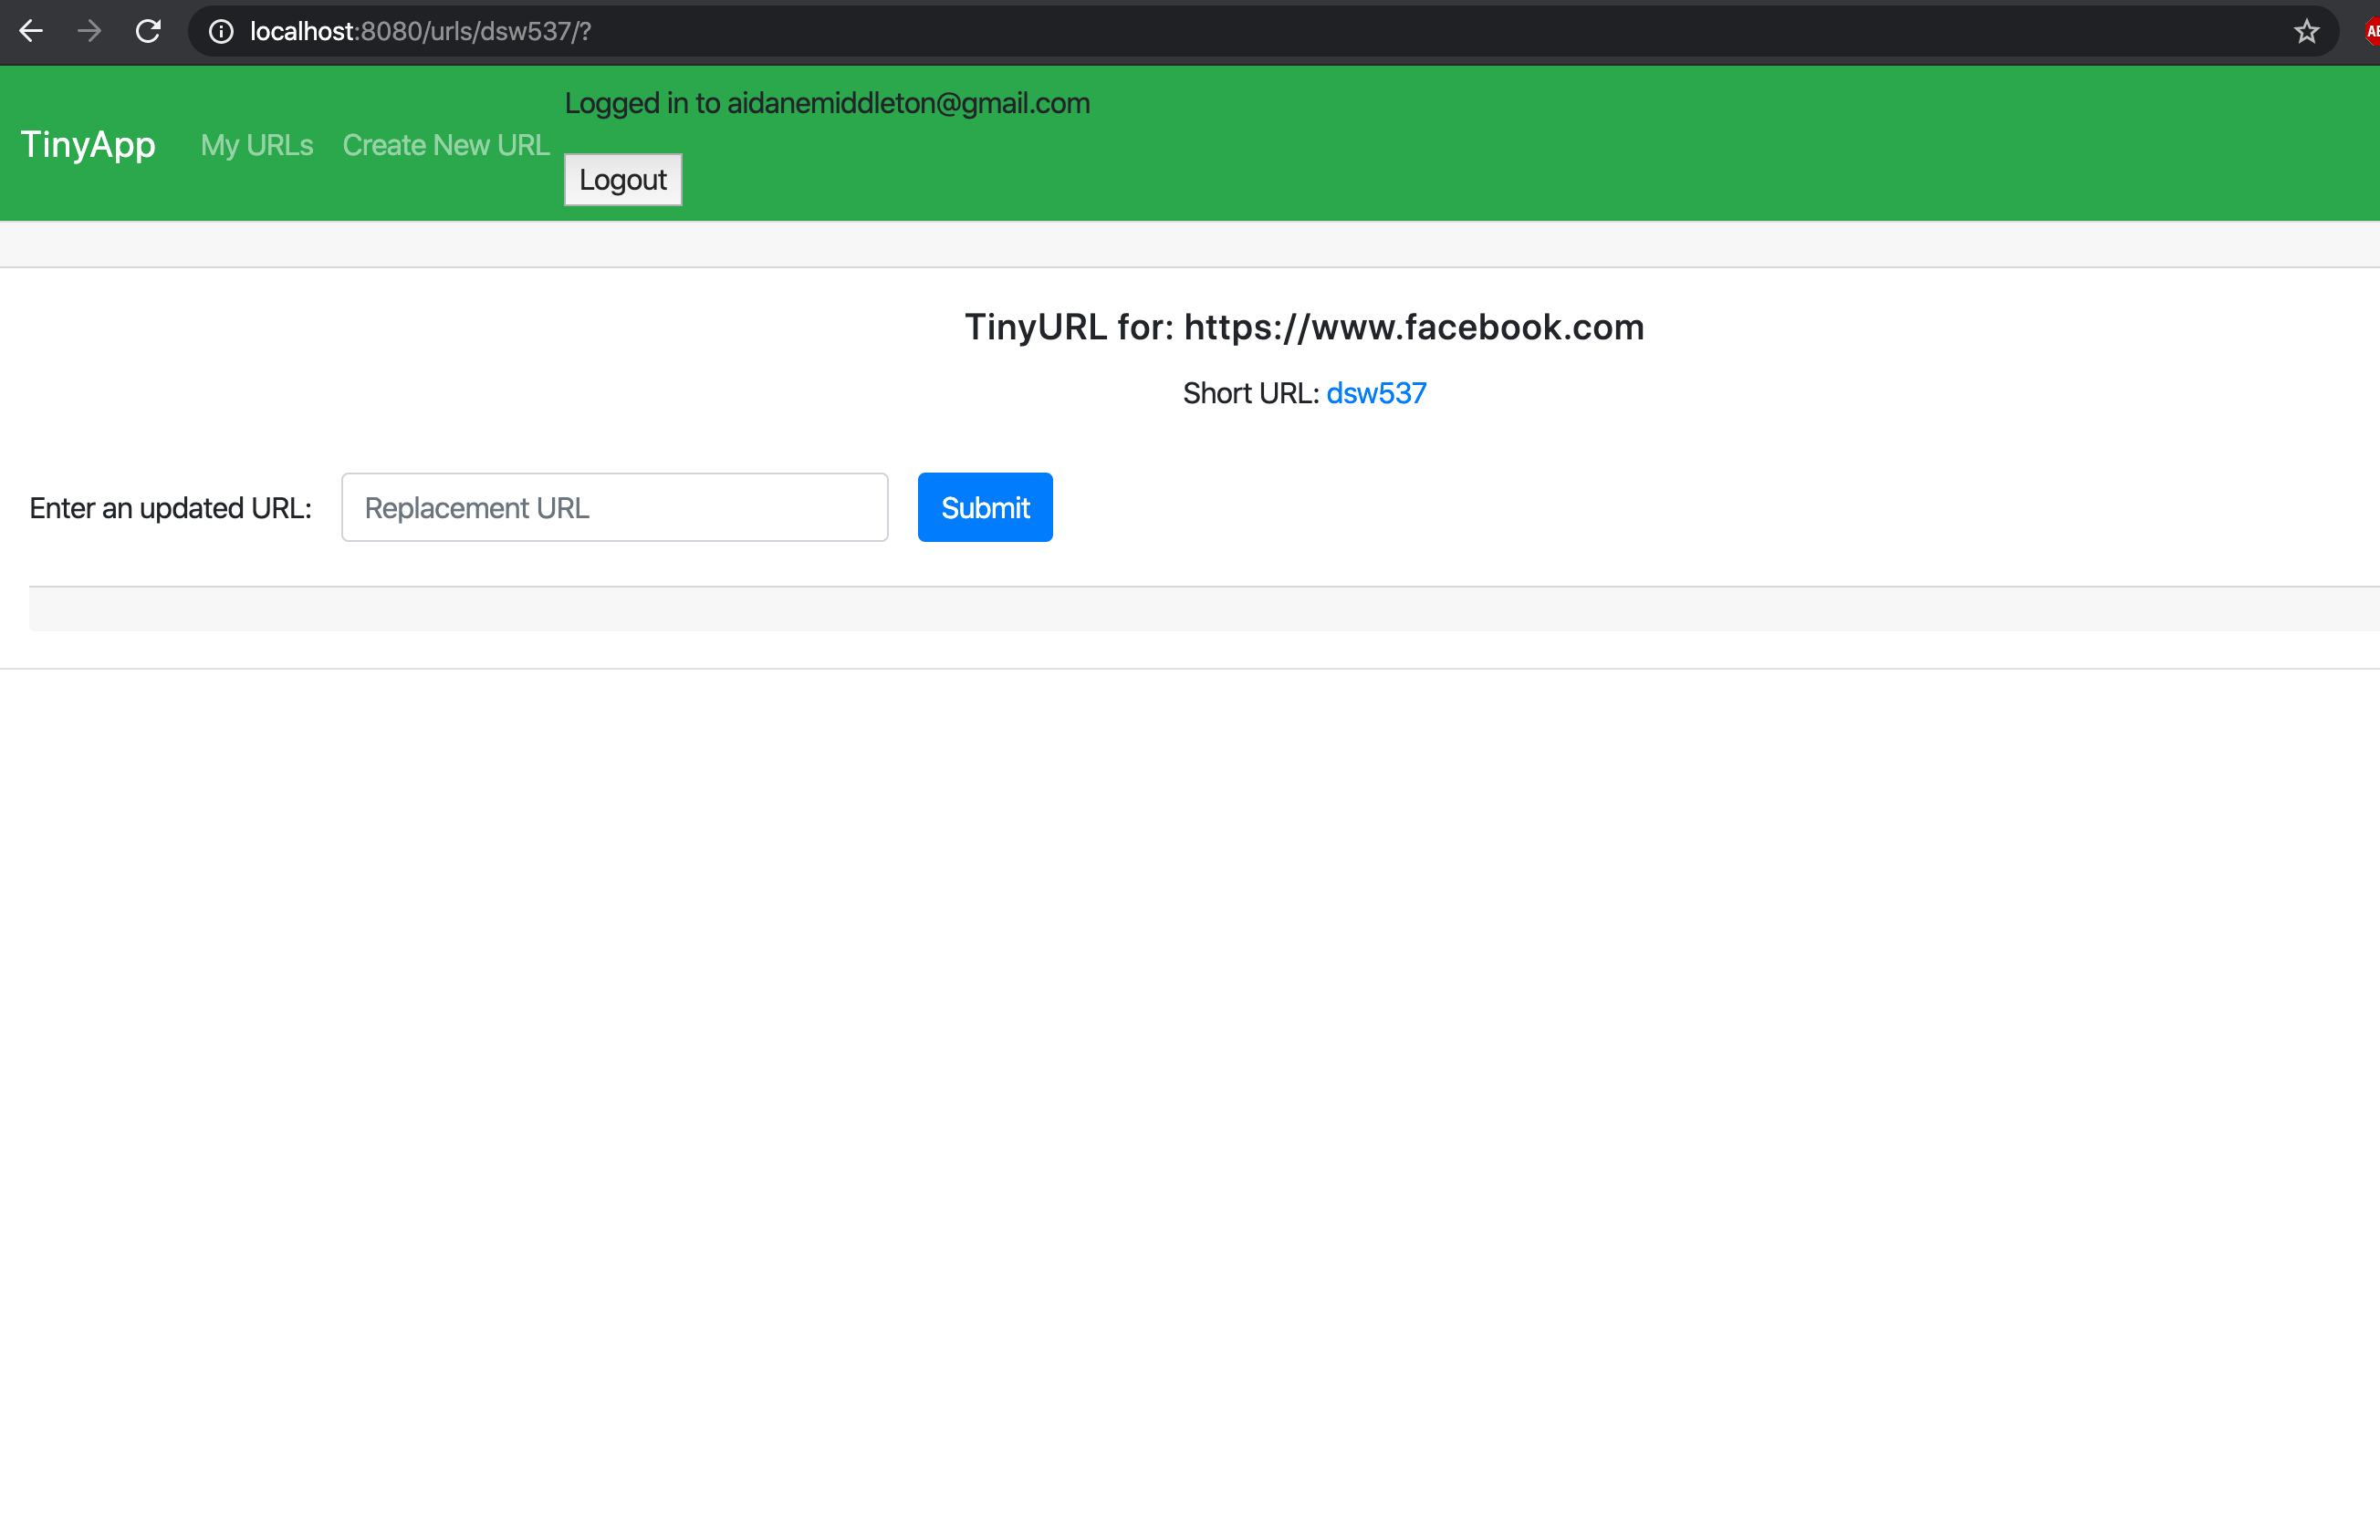 localhost:8080/urls/dsw537/?
Logged in to aidanemiddleton@gmail.com
TinyApp My URLs Create New URL
Logout
TinyURL for: https://www.facebook.com
Short URL: dsw537
Enter an updated URL: Replacement URL Submit